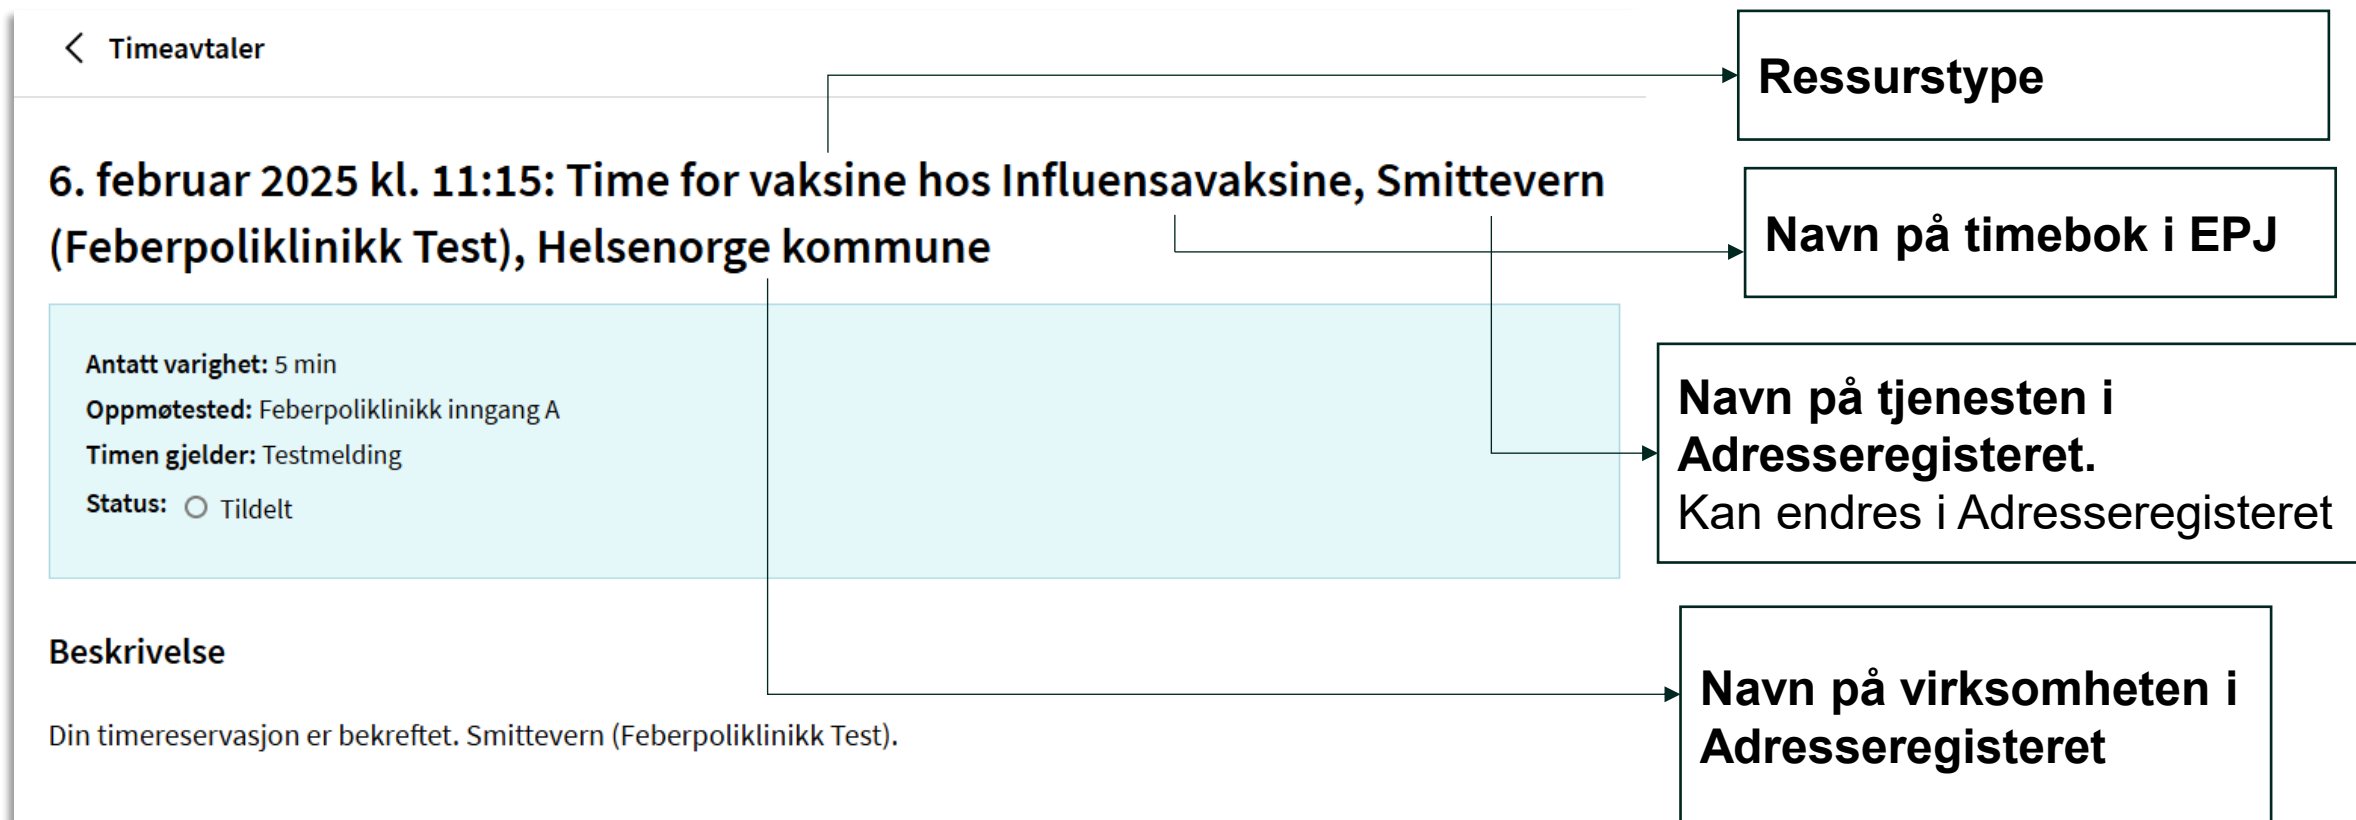 Timeavtaler
Ressurstype
6. februar 2025 kl. 11:15: Time for vaksine hos Influensavaksine, Smittevern
(Feberpoliklinikk Test), Helsenorge kommune
Navn på timebok i EPJ
Antatt varighet: 5 min
Oppmøtested: Feberpoliklinikk inngang A
Timen gjelder: Testmelding
Status: Tildelt
Navn på tjenesten i
Adresseregisteret.
Kan endres i Adresseregisteret
Beskrivelse
Din timereservasjon er bekreftet. Smittevern (Feberpoliklinikk Test).
Navn på virksomheten i
Adresseregisteret